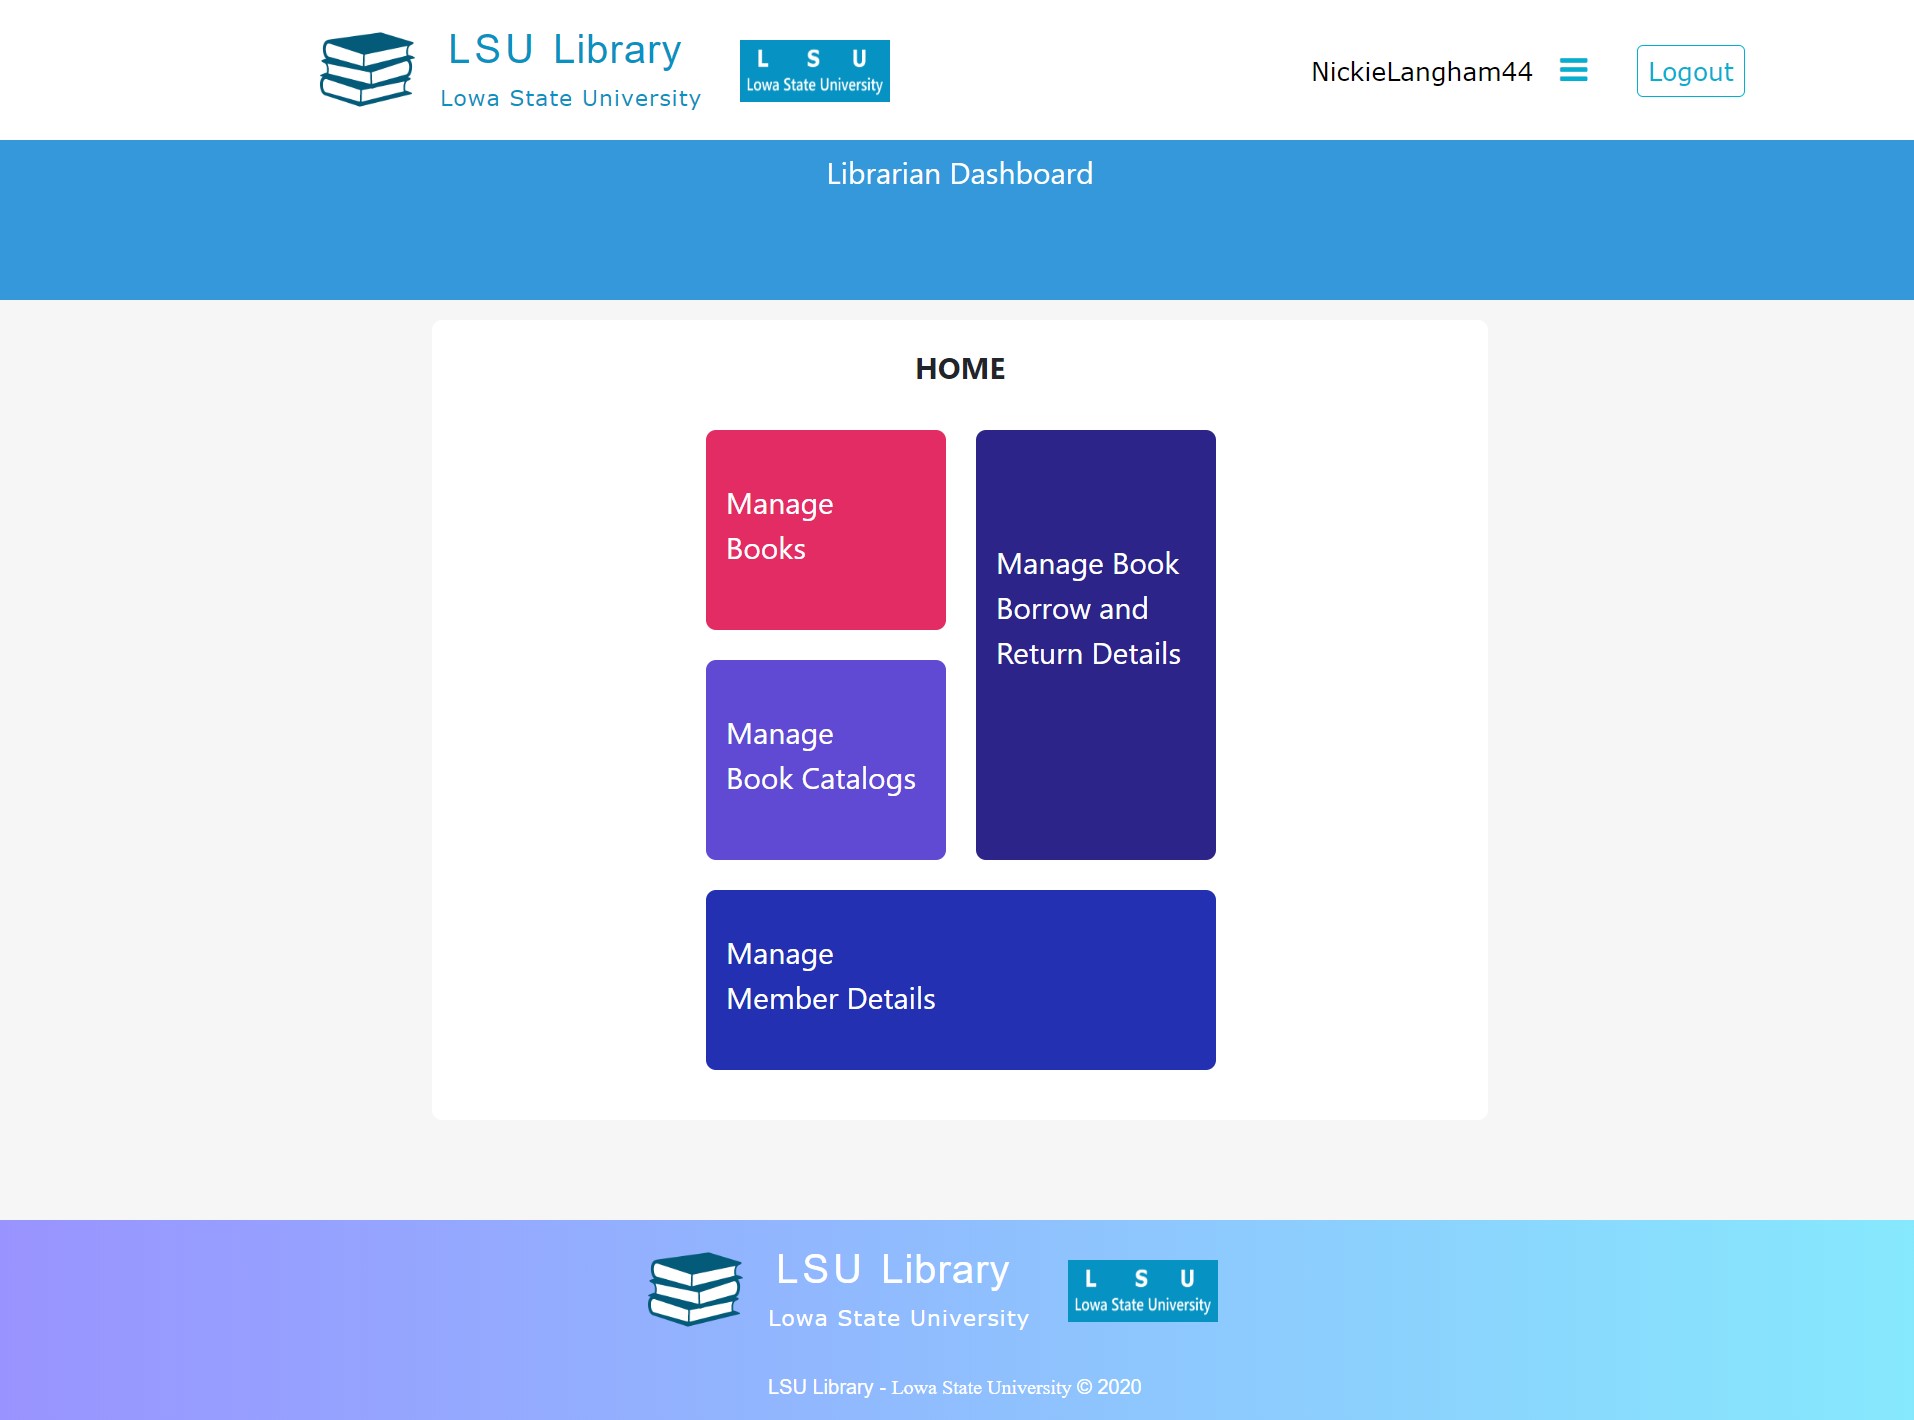 LSU Library
Lowa State University
L S U
Lowa State University
NickieLangham44
Logout
Librarian Dashboard
HOME
Manage
Books
Manage Book
Borrow and
Return Details
Manage
Book Catalogs
Manage
Member Details
LSU Library
Lowa State University
L S U
Lowa State University
LSU Library - Lowa State University © 2020